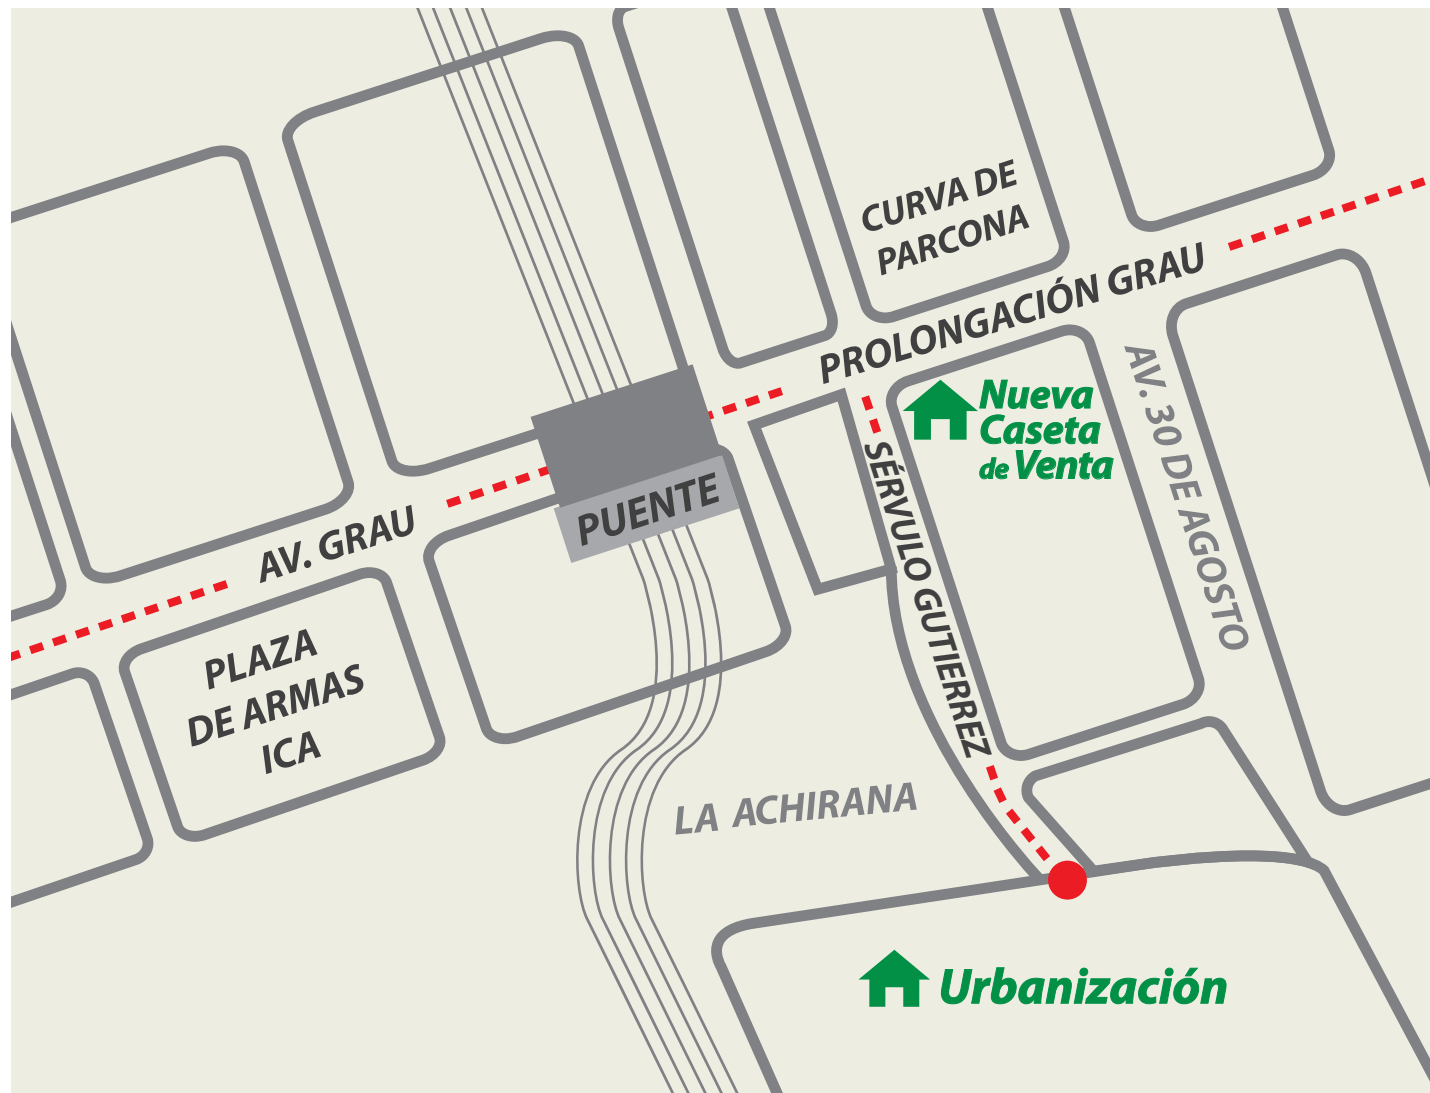 CURVA DE
PARCONA
PROLONGACIÓN GRAU
Nueva
Caseta
de Venta
AV. 30 DE AGOSTO
SÉRVULO GUTIERREZ
PUENTE
AV. GRAU
PLAZA
DE ARMAS
ICA
LA ACHIRANA
Urbanización